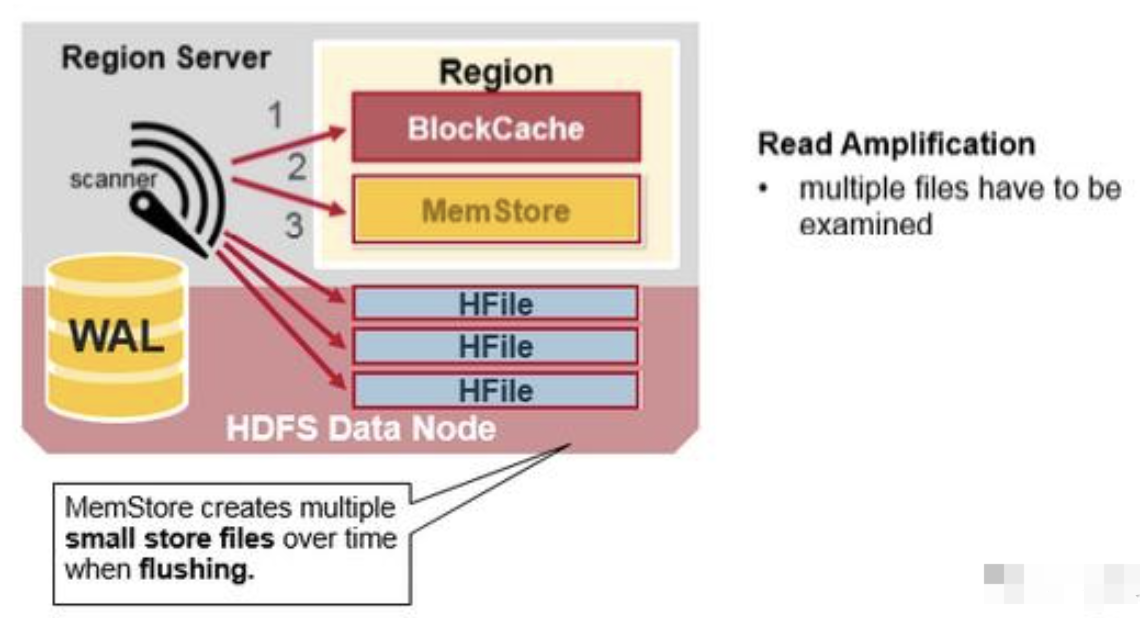 Region Server
Region
1
BlockCache
2
scanner
MemStore
3
HFile
WAL
HFile
HFile
HDFS Data Node
Read Amplification
• multiple files have to be
examined
MemStore creates multiple
small store files over time
when flushing.